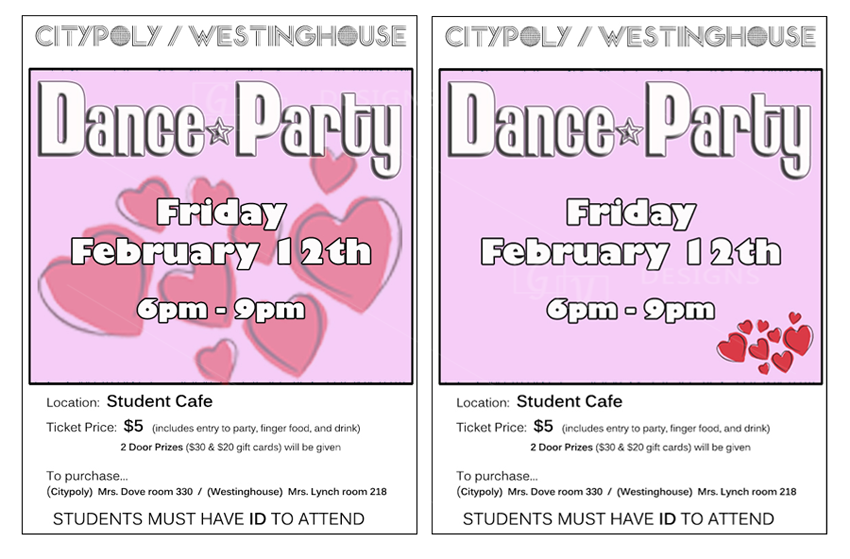 CITYPOLY / WESTINGHOUSE
Dance Party
Friday
February 12th
6pm - 9pm
Location: Student Cafe
Ticket Price: $5 (includes entry to party, finger food, and drink)
2 Door Prizes ($30 & $20 gift cards) will be given
To purchase...
(Citypoly) Mrs. Dove room 330 / (Westinghouse) Mrs. Lynch room 218
STUDENTS MUST HAVE ID TO ATTEND
CITYPOLY / WESTINGHOUSE
Dance Party
Friday
February 12th
GV DESIGNS
6pm - 9pm
Location: Student Cafe
Ticket Price: $5 (includes entry to party, finger food, and drink)
2 Door Prizes ($30 & $20 gift cards) will be given
To purchase...
(Citypoly) Mrs. Dove room 330 / (Westinghouse) Mrs. Lynch room 218
STUDENTS MUST HAVE ID TO ATTEND